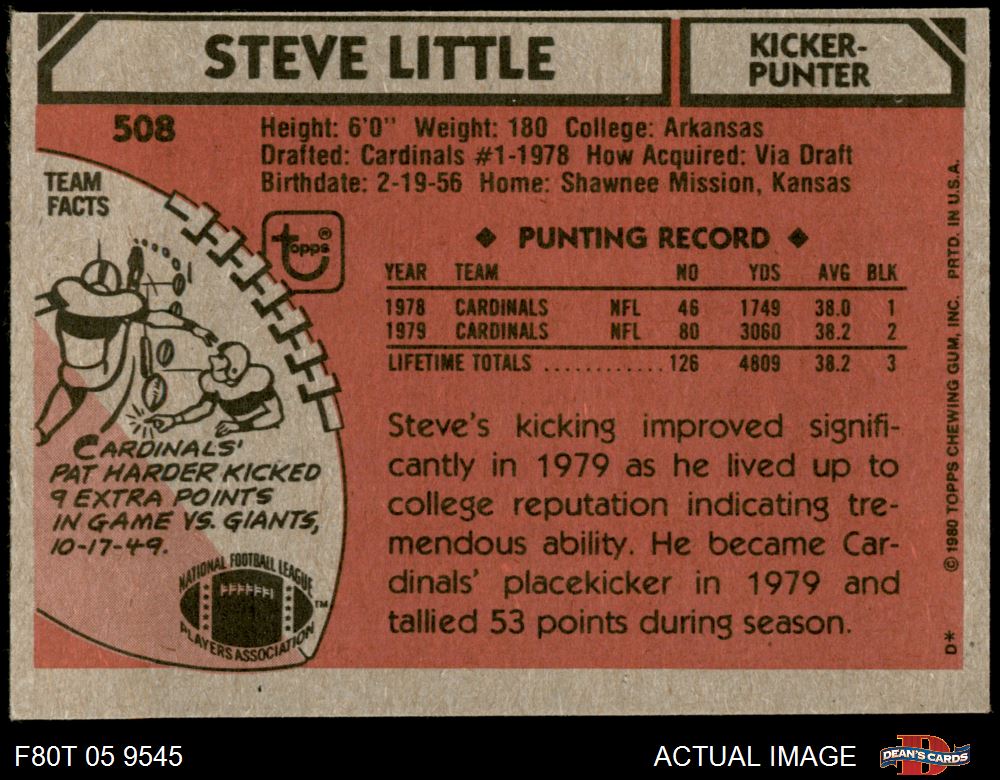 STEVE LITTLE
KICKER-
PUNTER
508
Height: 6'0" Weight: 180 College: Arkansas
Drafted: Cardinals #1-1978 How Acquired: Via Draft
Birthdate: 2-19-56 Home: Shawnee Mission, Kansas
TEAM
FACTS
topps®
◆ PUNTING RECORD ◆
YEAR TEAM NO YDS AVG BLK
1978 CARDINALS NFL 46 1749 38.0 1
1979 CARDINALS NFL 80 3060 38.2 2
LIFETIME TOTALS ............ 126 4809 38.2 3
Steve's kicking improved signifi-
cantly in 1979 as he lived up to
college reputation indicating tre-
mendous ability. He became Car-
dinals' placekicker in 1979 and
tallied 53 points during season.
CARDINALS'
PAT HARDER KICKED
9 EXTRA POINTS
IN GAME VS. GIANTS,
10-17-49.
NATIONAL FOOTBALL LEAGUE
PLAYERS ASSOCIATION
TM
D* © 1980 TOPPS CHEWING GUM, INC. PRTD. IN U.S.A.
F80T 05 9545
ACTUAL IMAGE
D
DEAN'S CARDS